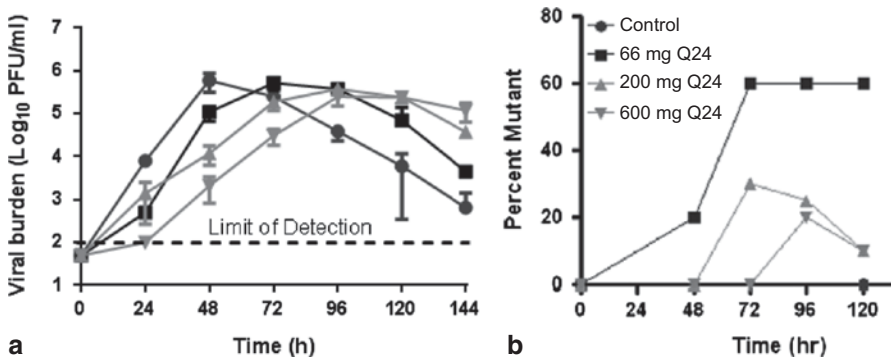 Viral burden (Log10 PFU/ml)
7
6
5
4
3
2
1
Limit of Detection
0 24 48 72 96 120 144
Time (h)
a
Percent Mutant
80
60
40
20
0
Control
66 mg Q24
200 mg Q24
600 mg Q24
0 24 48 72 96 120
Time (hr)
b